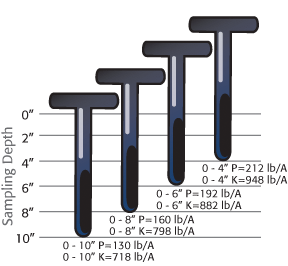 Sampling Depth
0”
2”
4”
6”
8”
10”
0 - 4” P=212 lb/A
0 - 4” K=948 lb/A
0 - 6” P=192 lb/A
0 - 6” K=882 lb/A
0 - 8” P=160 lb/A
0 - 8” K=798 lb/A
0 - 10” P=130 lb/A
0 - 10” K=718 lb/A